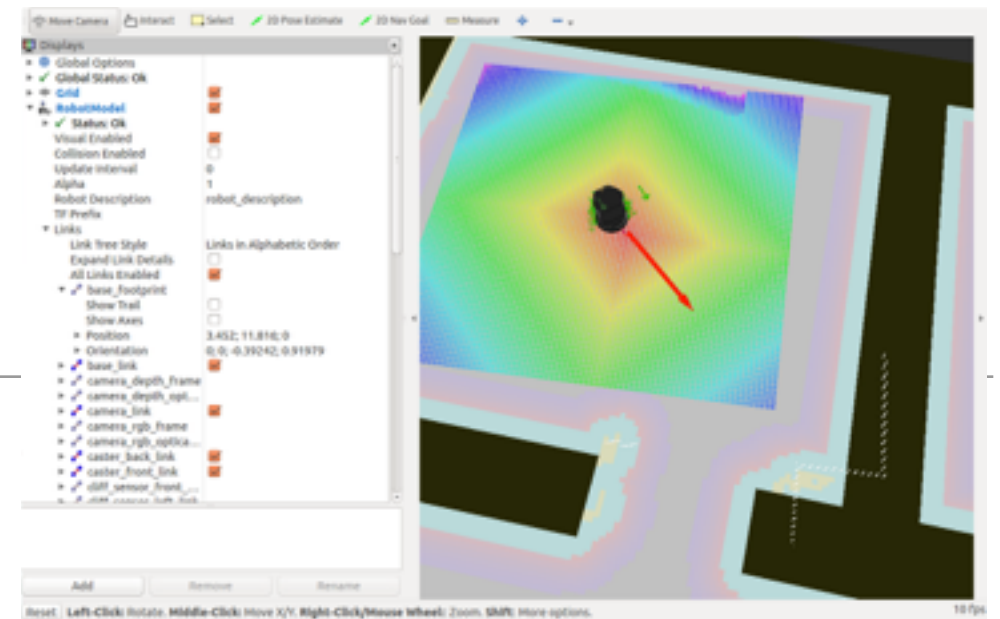 Move Camera Interact Select 2D Pose Estimate 2D Nav Goal Measure
Displays
Global Options
Global Status: Ok
Grid
RobotModel
Status: Ok
Visual Enabled
Collision Enabled
Update Interval 0
Alpha 1
Robot Description robot_description
TF Prefix
Links
Link Tree Style Links in Alphabetic Order
Expand Link Details
All Links Enabled
base_footprint
Show Trail
Show Axes
Position 3.452; 11.816; 0
Orientation 0; 0; -0.39242; 0.91979
base_link
camera_depth_frame
camera_depth_opt...
camera_link
camera_rgb_frame
camera_rgb_optica...
caster_back_link
caster_front_link
cliff_sensor_front_...
cliff_sensor_left_link
Add Remove Rename
Reset Left-Click: Rotate. Middle-Click: Move X/Y. Right-Click/Mouse Wheel: Zoom. Shift: More options. 10 fps